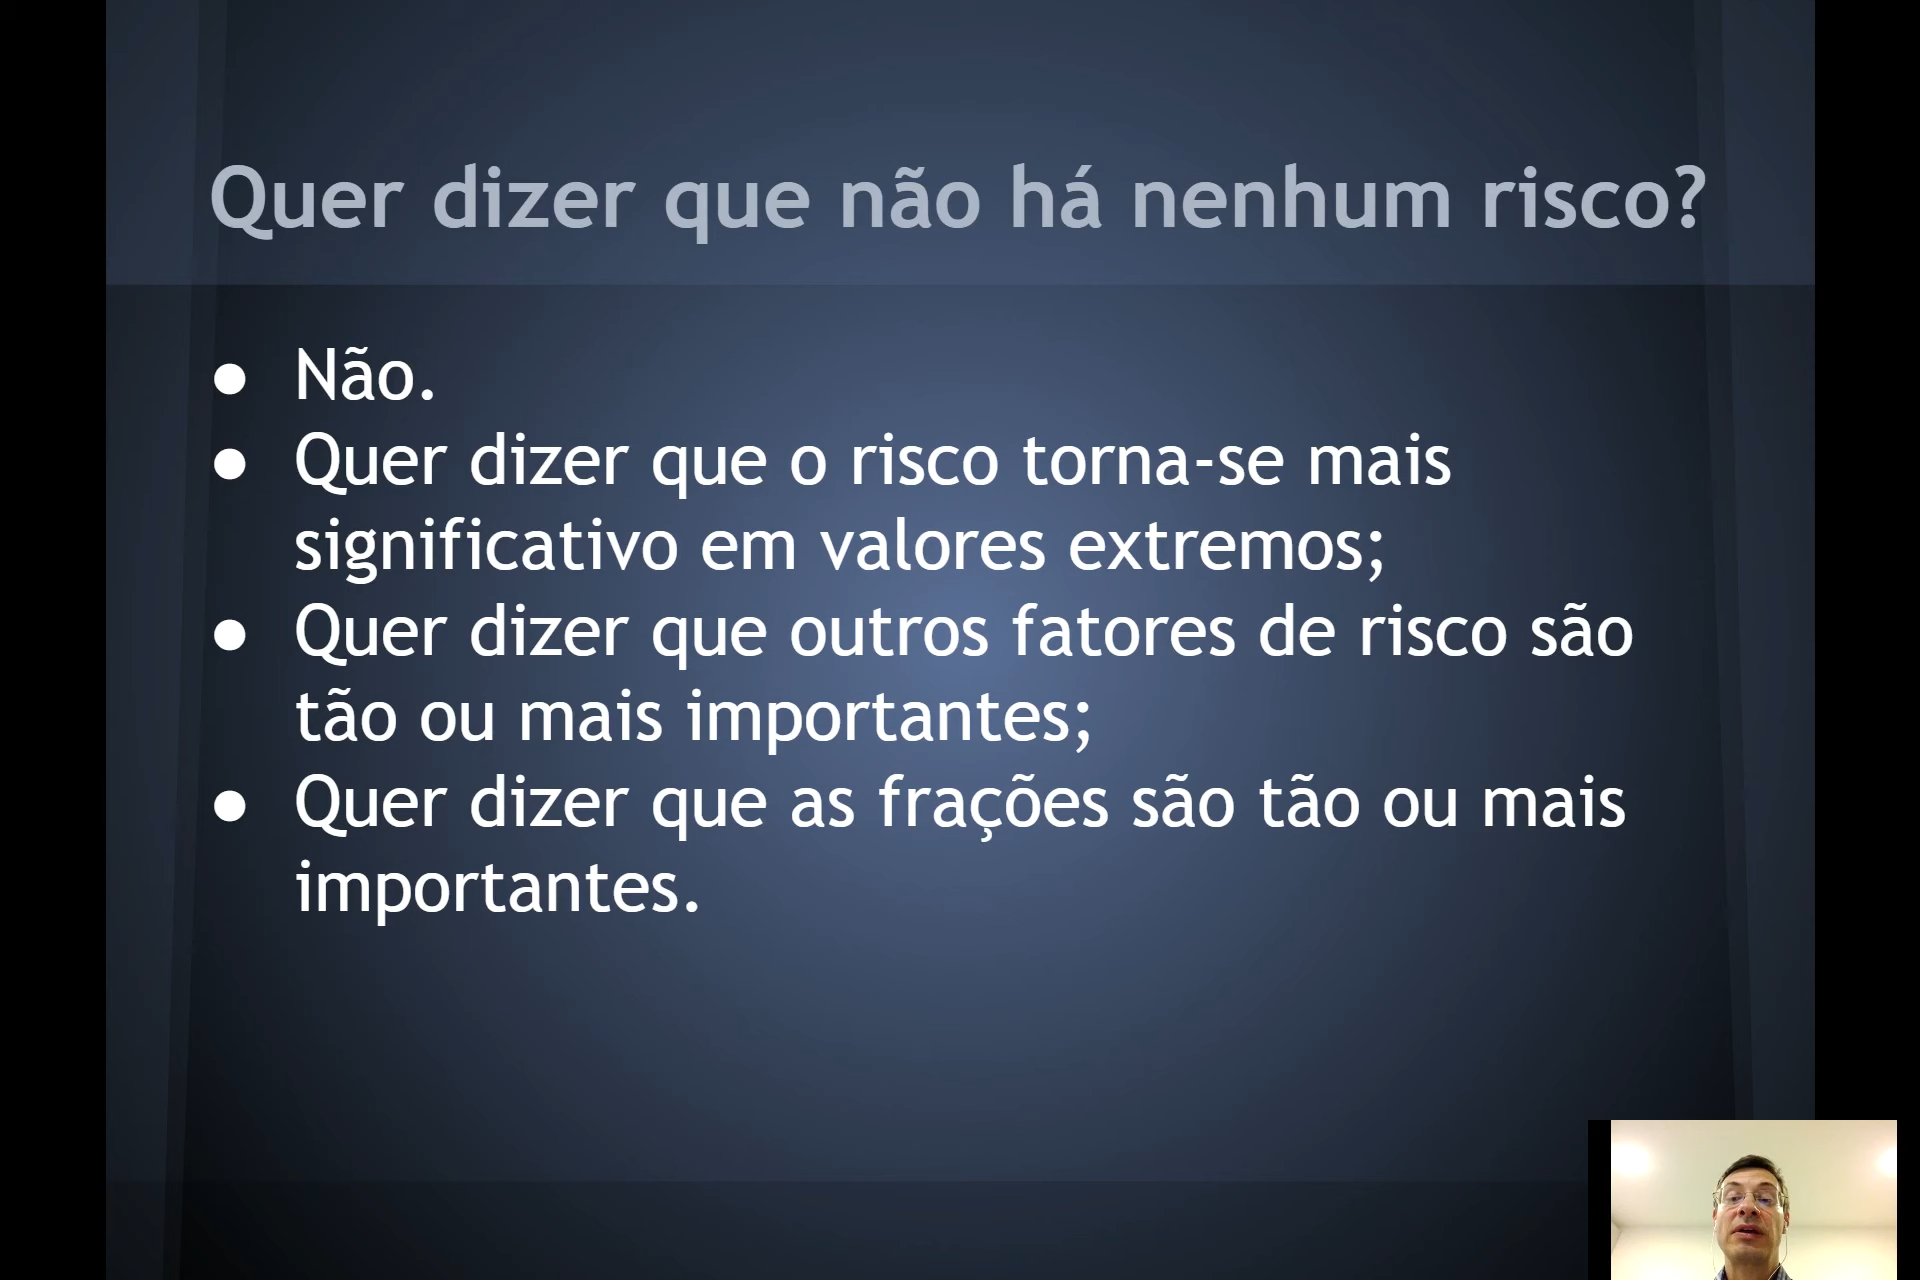 Quer dizer que não há nenhum risco?
● Não.
● Quer dizer que o risco torna-se mais
significativo em valores extremos;
● Quer dizer que outros fatores de risco são
tão ou mais importantes;
● Quer dizer que as frações são tão ou mais
importantes.